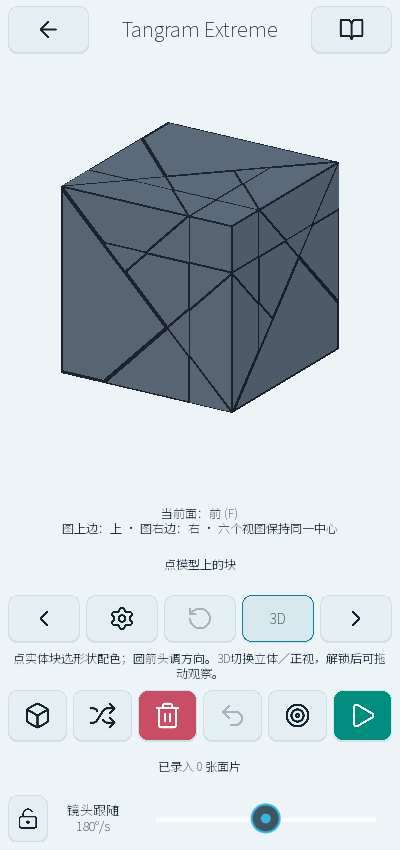 Tangram Extreme
当前面：前 (F)
图上边：上 · 图右边：右 · 六个视图保持同一中心
点模型上的块
3D
点实体块选形状配色；圆箭头调方向。3D切换立体／正视，解锁后可拖
动观察。
已录入 0 张面片
镜头跟随
180°/s